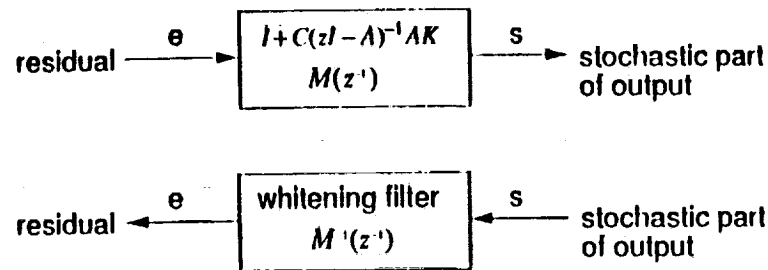 e
I + C(zI − A)⁻¹AK
s
residual
stochastic part
of output
M(z⁻¹)
e
whitening filter
s
residual
stochastic part
of output
M⁻¹(z⁻¹)